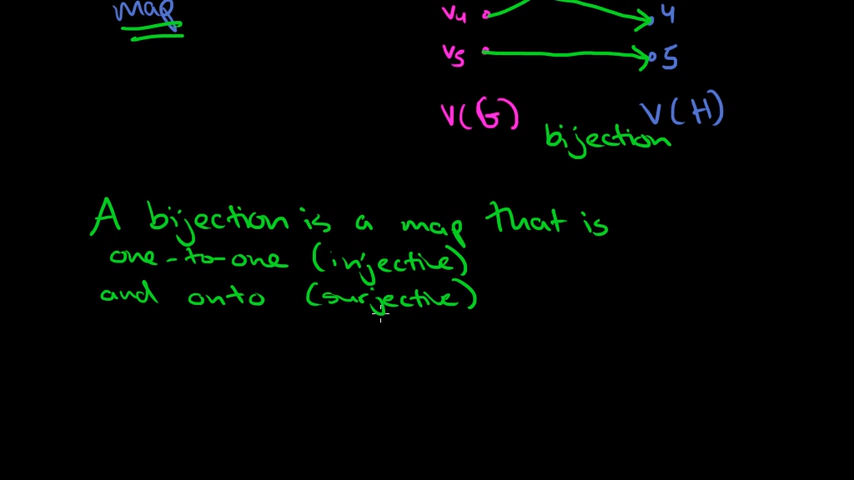 map
v4 4
v5 5
V(G) V(H)
bijection
A bijection is a map that is
one-to-one (injective)
and onto (surjective)